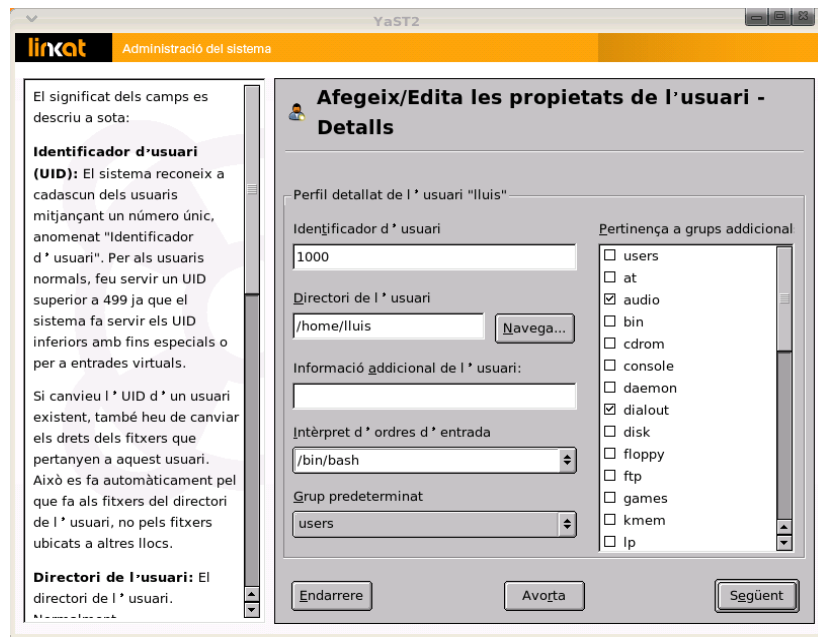 YaST2
linkat
Administració del sistema
El significat dels camps es
descriu a sota:
Identificador d'usuari
(UID): El sistema reconeix a
cadascun dels usuaris
mitjançant un número únic,
anomenat "Identificador
d'usuari". Per als usuaris
normals, feu servir un UID
superior a 499 ja que el
sistema fa servir els UID
inferiors amb fins especials o
per a entrades virtuals.
Si canvieu l'UID d'un usuari
existent, també heu de canviar
els drets dels fitxers que
pertanyen a aquest usuari.
Això es fa automàticament pel
que fa als fitxers del directori
de l'usuari, no pels fitxers
ubicats a altres llocs.
Directori de l'usuari: El
directori de l'usuari.
Normalment
Afegeix/Edita les propietats de l'usuari -
Detalls
Perfil detallat de l'usuari "lluis"
Identificador d'usuari
1000
Directori de l'usuari
/home/lluis
Navega...
Informació addicional de l'usuari:
Intèrpret d'ordres d'entrada
/bin/bash
Grup predeterminat
users
Pertinença a grups addicional
users
at
audio
bin
cdrom
console
daemon
dialout
disk
floppy
ftp
games
kmem
lp
Endarrere
Avorta
Següent